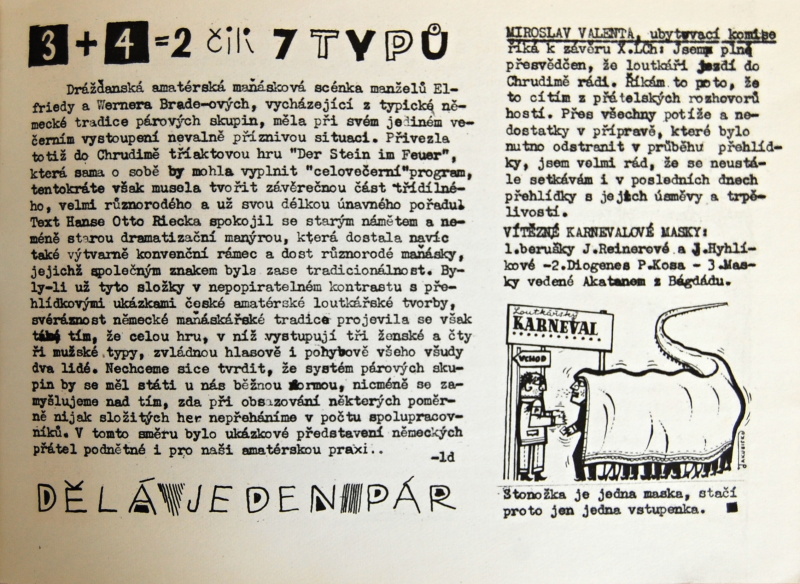 3 + 4 = 2 čili 7 TYPŮ
Drážďanská amatérská maňásková scénka manželů El-
friedy a Wernera Brade-ových, vycházející z typické ně-
mecké tradice párových skupin, měla při svém jediném ve-
černím vystoupení nevalně příznivou situaci. Přivezla
totiž do Chrudimě tříaktovou hru "Der Stein im Feuer",
která sama o sobě by mohla vyplnit "celovečerní"program,
tentokráte však musela tvořit závěrečnou část třídílné-
ho, velmi různorodého a už svou délkou únavného pořadu.
Text Hanse Otto Riecka spokojil se starým námětem a ne-
méně starou dramatizační manýrou, která dostala navíc
také výtvarně konvenční rámec a dost různorodé maňásky,
jejichž společným znakem byla zase tradicionálnost. By-
ly-li už tyto složky v nepopiratelném kontrastu s pře-
hlídkovými ukázkami české amatérské loutkářské tvorby,
svéráznost německé maňáskářské tradice projevila se však
také tím, že celou hru, v níž vystupují tři ženské a čty
ři mužské typy, zvládnou hlasově i pohybově všeho všudy
dva lidé. Nechceme sice tvrdit, že systém párových sku-
pin by se měl státi u nás běžnou normou, nicméně se za-
myšlujeme nad tím, zda při obsazování některých poměr-
ně nijak složitých her nepřeháníme v počtu spolupracov-
níků. V tomto směru bylo ukázkové představení německých
přátel podnětné i pro naši amatérskou praxi..
-ld
DĚLÁ JEDEN PÁR
MIROSLAV VALENTA, ubytovací komise
říká k závěru X.LCh: Jsem plně
přesvědčen, že loutkáři jezdí do
Chrudimě rádi. Říkám to proto, že
to cítím z přátelských rozhovorů
hostí. Přes všechny potíže a ne-
dostatky v přípravě, které bylo
nutno odstranit v průběhu přehlíd-
ky, jsem velmi rád, že se neustá-
le setkávám i v posledních dnech
přehlídky s jejich úsměvy a trpě-
livostí.
VÍTĚZNÉ KARNEVALOVÉ MASKY:
1.berušky J.Reinerové a J.Hyhlí-
kové -2.Diogenes P.Kosa - 3.Mas-
ky vedené Akatanem z Bagdádu.
Loutkářský
KARNEVAL
VCHOD
Stonožka je jedna maska, stačí
proto jen jedna vstupenka.